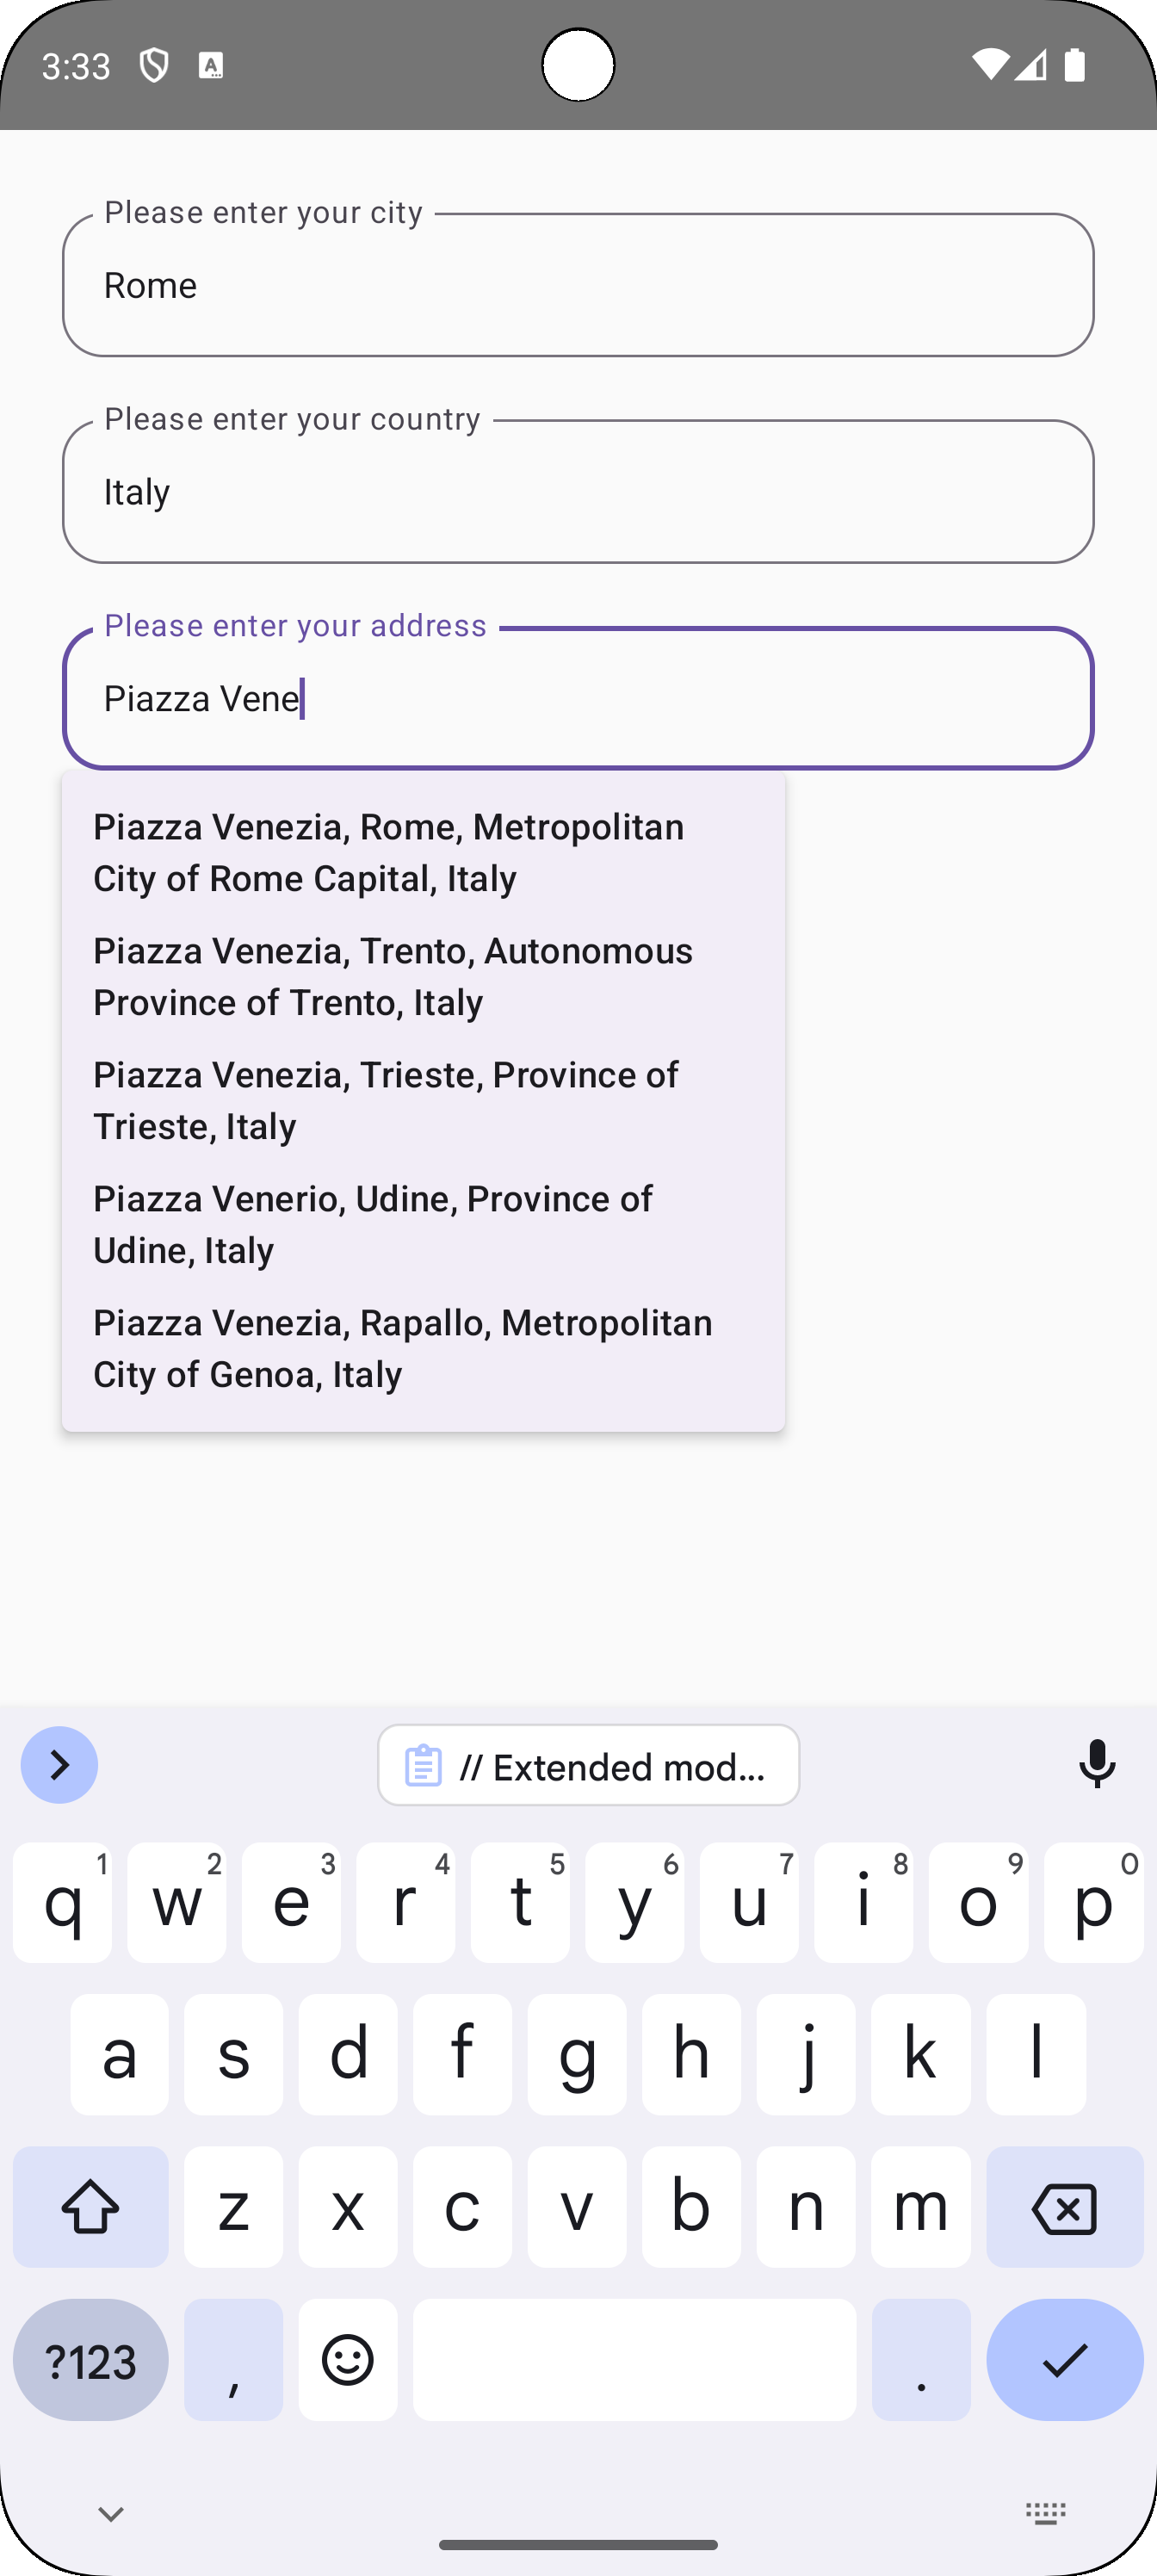 3:33
Please enter your city
Rome
Please enter your country
Italy
Please enter your address
Piazza Vene
Piazza Venezia, Rome, Metropolitan
City of Rome Capital, Italy
Piazza Venezia, Trento, Autonomous
Province of Trento, Italy
Piazza Venezia, Trieste, Province of
Trieste, Italy
Piazza Venerio, Udine, Province of
Udine, Italy
Piazza Venezia, Rapallo, Metropolitan
City of Genoa, Italy
// Extended mod...
1 2 3 4 5 6 7 8 9 0
q w e r t y u i o p
a s d f g h j k l
z x c v b n m
?123 , .